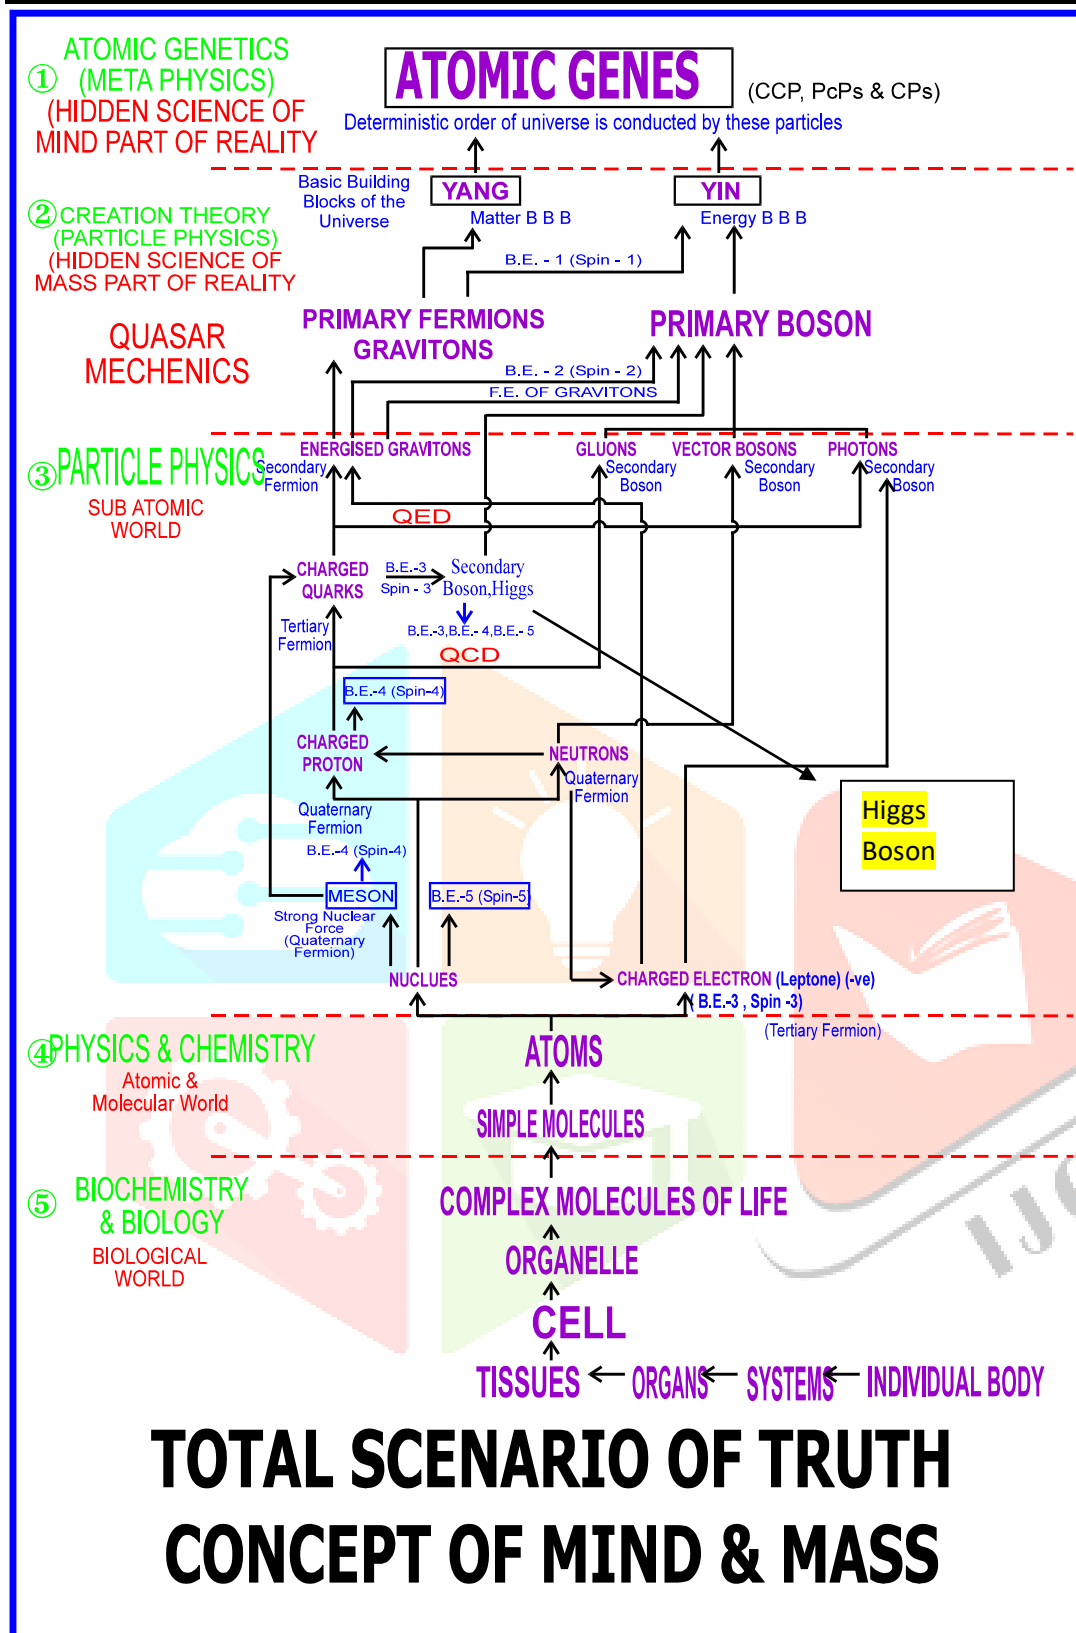 ATOMIC GENETICS
① (META PHYSICS)
(HIDDEN SCIENCE OF
MIND PART OF REALITY
ATOMIC GENES
(CCP, PcPs & CPs)
Deterministic order of universe is conducted by these particles
Basic Building
Blocks of the
Universe
YANG
YIN
Matter B B B
Energy B B B
② CREATION THEORY
(PARTICLE PHYSICS)
(HIDDEN SCIENCE OF
MASS PART OF REALITY
B.E. - 1 (Spin - 1)
QUASAR
MECHENICS
PRIMARY FERMIONS
GRAVITONS
PRIMARY BOSON
B.E. - 2 (Spin - 2)
F.E. OF GRAVITONS
③ PARTICLE PHYSICS
SUB ATOMIC
WORLD
ENERGISED GRAVITONS
Secondary
Fermion
GLUONS
Secondary
Boson
VECTOR BOSONS
Secondary
Boson
PHOTONS
Secondary
Boson
QED
CHARGED
QUARKS
B.E.-3
Spin - 3
Secondary
Boson,Higgs
Tertiary
Fermion
B.E.-3,B.E.- 4,B.E.- 5
QCD
B.E.-4 (Spin-4)
CHARGED
PROTON
NEUTRONS
Quaternary
Fermion
Quaternary
Fermion
Higgs
Boson
B.E.-4 (Spin-4)
MESON
B.E.-5 (Spin-5)
Strong Nuclear
Force
(Quaternary
Fermion)
NUCLUES
CHARGED ELECTRON (Leptone) (-ve)
( B.E.-3 , Spin -3)
(Tertiary Fermion)
④ PHYSICS & CHEMISTRY
Atomic &
Molecular World
ATOMS
SIMPLE MOLECULES
⑤ BIOCHEMISTRY
& BIOLOGY
BIOLOGICAL
WORLD
COMPLEX MOLECULES OF LIFE
ORGANELLE
CELL
TISSUES
ORGANS
SYSTEMS
INDIVIDUAL BODY
IJC
TOTAL SCENARIO OF TRUTH
CONCEPT OF MIND & MASS